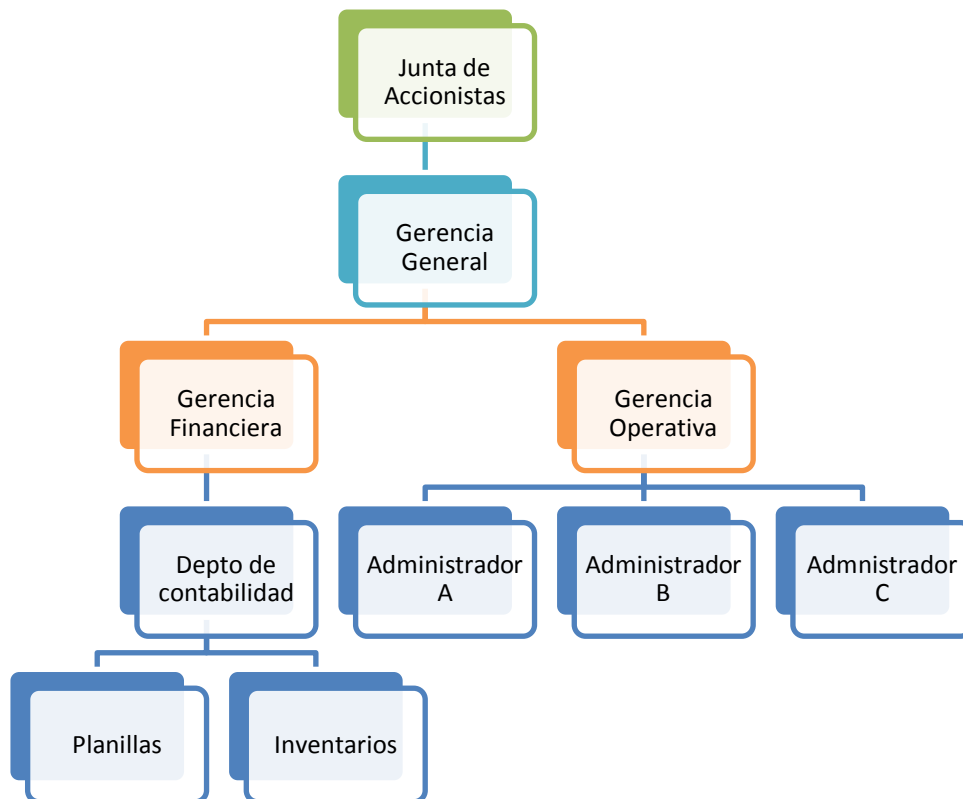 Junta de
Accionistas
Gerencia
General
Gerencia
Financiera
Gerencia
Operativa
Depto de
contabilidad
Administrador
A
Administrador
B
Admnistrador
C
Planillas
Inventarios